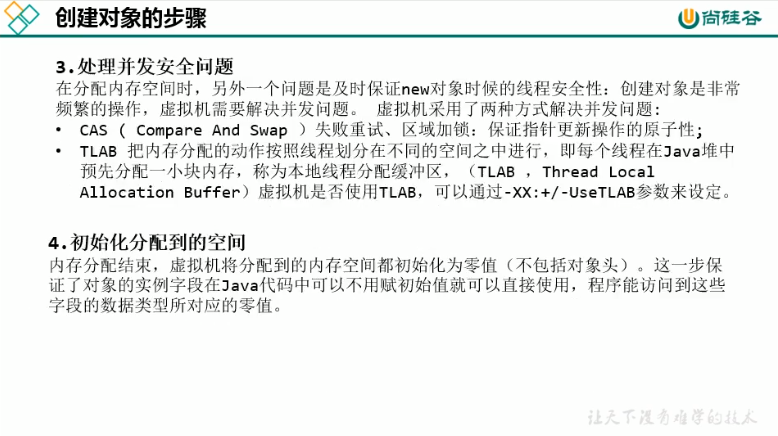 创建对象的步骤
尚硅谷
3.处理并发安全问题
在分配内存空间时，另外一个问题是及时保证new对象时候的线程安全性：创建对象是非常
频繁的操作，虚拟机需要解决并发问题。 虚拟机采用了两种方式解决并发问题：
• CAS （ Compare And Swap ）失败重试、区域加锁：保证指针更新操作的原子性；
• TLAB 把内存分配的动作按照线程划分在不同的空间之中进行，即每个线程在Java堆中
预先分配一小块内存，称为本地线程分配缓冲区，（TLAB ，Thread Local
Allocation Buffer）虚拟机是否使用TLAB，可以通过-XX:+/-UseTLAB参数来设定。
4.初始化分配到的空间
内存分配结束，虚拟机将分配到的内存空间都初始化为零值（不包括对象头）。这一步保
证了对象的实例字段在Java代码中可以不用赋初始值就可以直接使用，程序能访问到这些
字段的数据类型所对应的零值。
让天下没有难学的技术